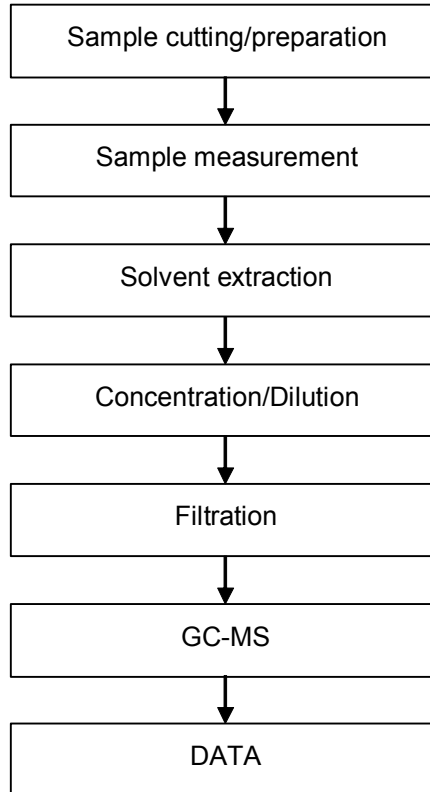 Sample cutting/preparation
Sample measurement
Solvent extraction
Concentration/Dilution
Filtration
GC-MS
DATA